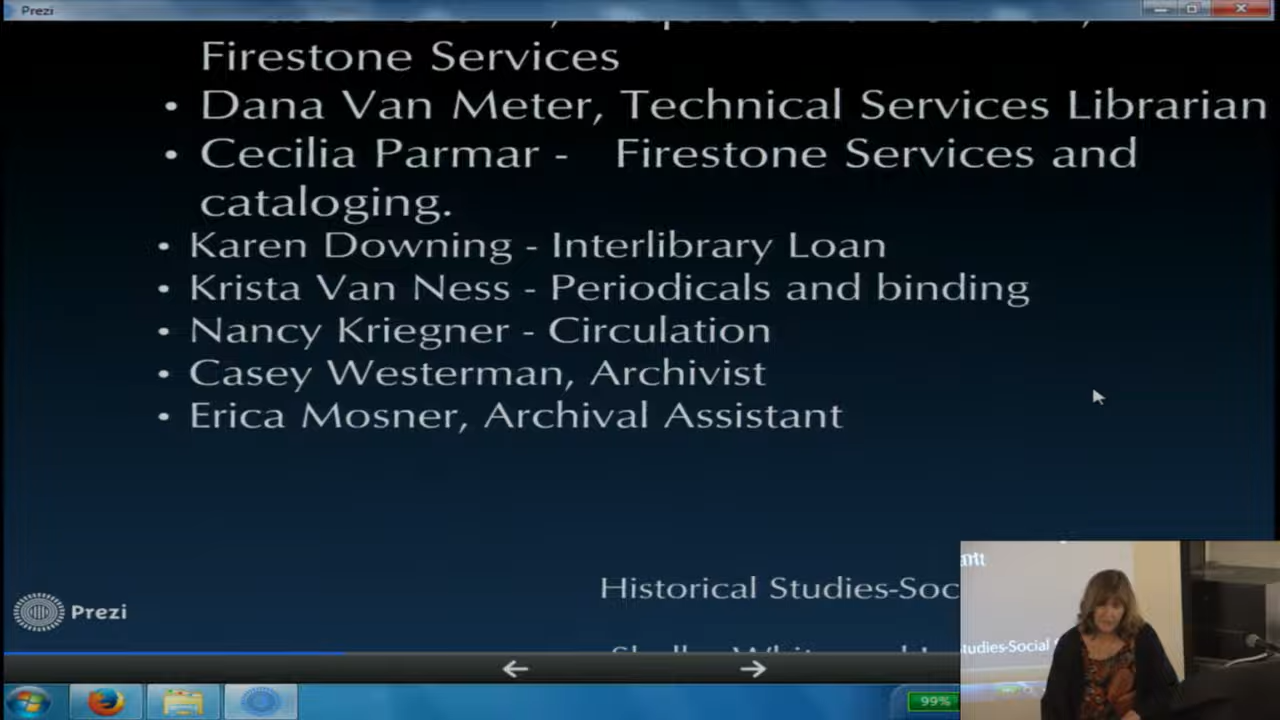 Prezi
Firestone Services
• Dana Van Meter, Technical Services Librarian
• Cecilia Parmar - Firestone Services and
cataloging.
• Karen Downing - Interlibrary Loan
• Krista Van Ness - Periodicals and binding
• Nancy Kriegner - Circulation
• Casey Westerman, Archivist
• Erica Mosner, Archival Assistant
Historical Studies-Soc
Prezi
tudies-Social
99%